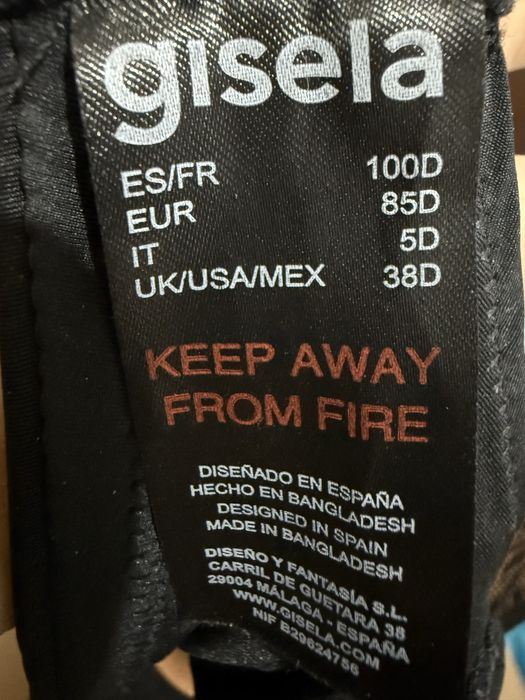 gisela
ES/FR 100D
EUR 85D
IT 5D
UK/USA/MEX 38D
KEEP AWAY
FROM FIRE
DISEÑADO EN ESPAÑA
HECHO EN BANGLADESH
DESIGNED IN SPAIN
MADE IN BANGLADESH
DISEÑO Y FANTASÍA S.L.
CARRIL DE GUETARA 38
29004 MÁLAGA - ESPAÑA
WWW.GISELA.COM
NIF B29624756